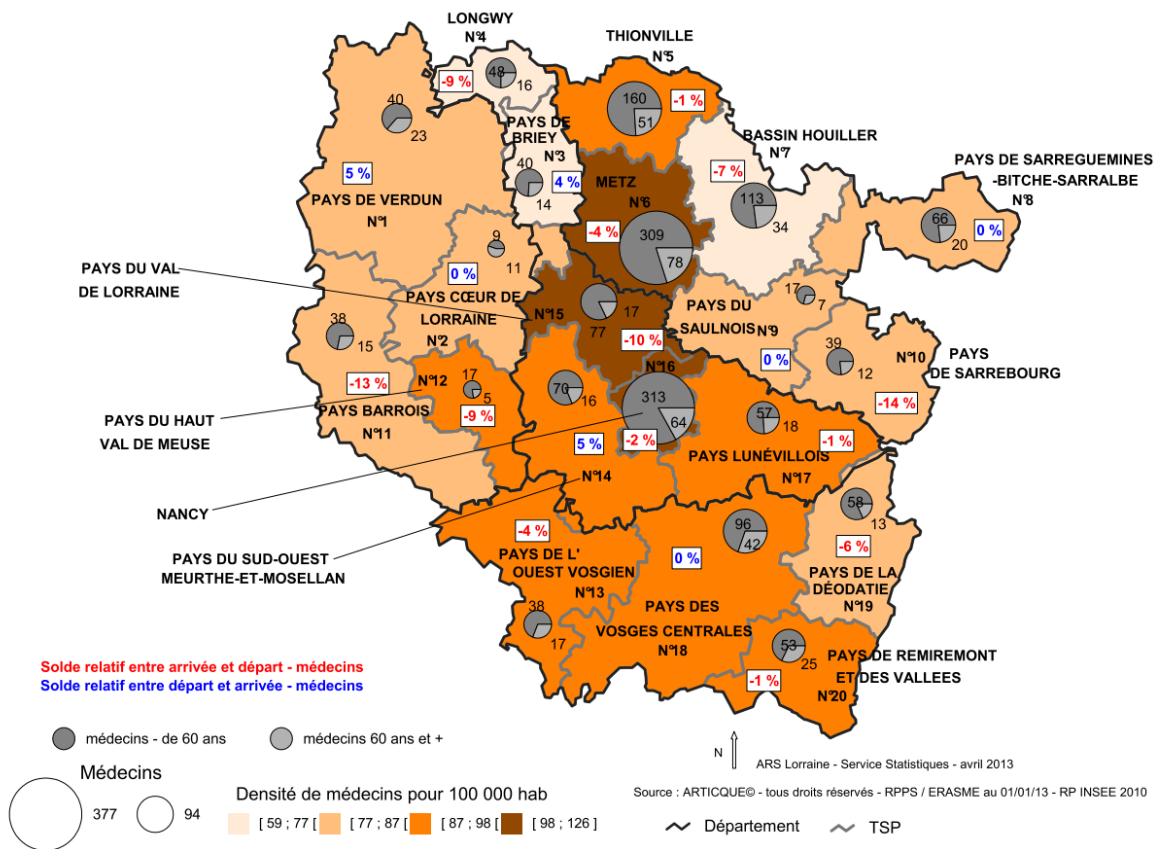 LONGWY
N°4
THIONVILLE
N°5
-9 %
48
16
160
51
-1 %
40
23
PAYS DE
BRIEY
N°3
BASSIN HOUILLER
N°7
PAYS DE SARREGUEMINES
-BITCHE-SARRALBE
N°8
5 %
PAYS DE VERDUN
N°1
40
14
4 %
METZ
N°6
-7 %
113
34
66
20
0 %
-4 %
309
78
9
11
0 %
PAYS DU VAL
DE LORRAINE
PAYS CŒUR DE
LORRAINE
N°2
N°15
17
77
-10 %
PAYS DU
SAULNOIS
N°9
17
7
0 %
38
15
39
12
N°10
PAYS
DE SARREBOURG
-14 %
-13 %
PAYS BARROIS
N°11
N°12
17
5
-9 %
PAYS DU HAUT
VAL DE MEUSE
70
16
N°16
313
64
-2 %
57
18
-1 %
5 %
N°14
PAYS LUNÉVILLOIS
N°17
NANCY
PAYS DU SUD-OUEST
MEURTHE-ET-MOSELLAN
-4 %
PAYS DE L'
OUEST VOSGIEN
N°13
96
42
0 %
58
13
-6 %
PAYS DE LA
DÉODATIE
N°19
38
17
PAYS DES
VOSGES CENTRALES
N°18
53
25
-1 %
PAYS DE REMIREMONT
ET DES VALLEES
N°20
Solde relatif entre arrivée et départ - médecins
Solde relatif entre départ et arrivée - médecins
médecins - de 60 ans
médecins 60 ans et +
N
ARS Lorraine - Service Statistiques - avril 2013
Médecins
377
94
Densité de médecins pour 100 000 hab
[ 59 ; 77 [
[ 77 ; 87 [
[ 87 ; 98 [
[ 98 ; 126 ]
Source : ARTICQUE© - tous droits réservés - RPPS / ERASME au 01/01/13 - RP INSEE 2010
Département
TSP